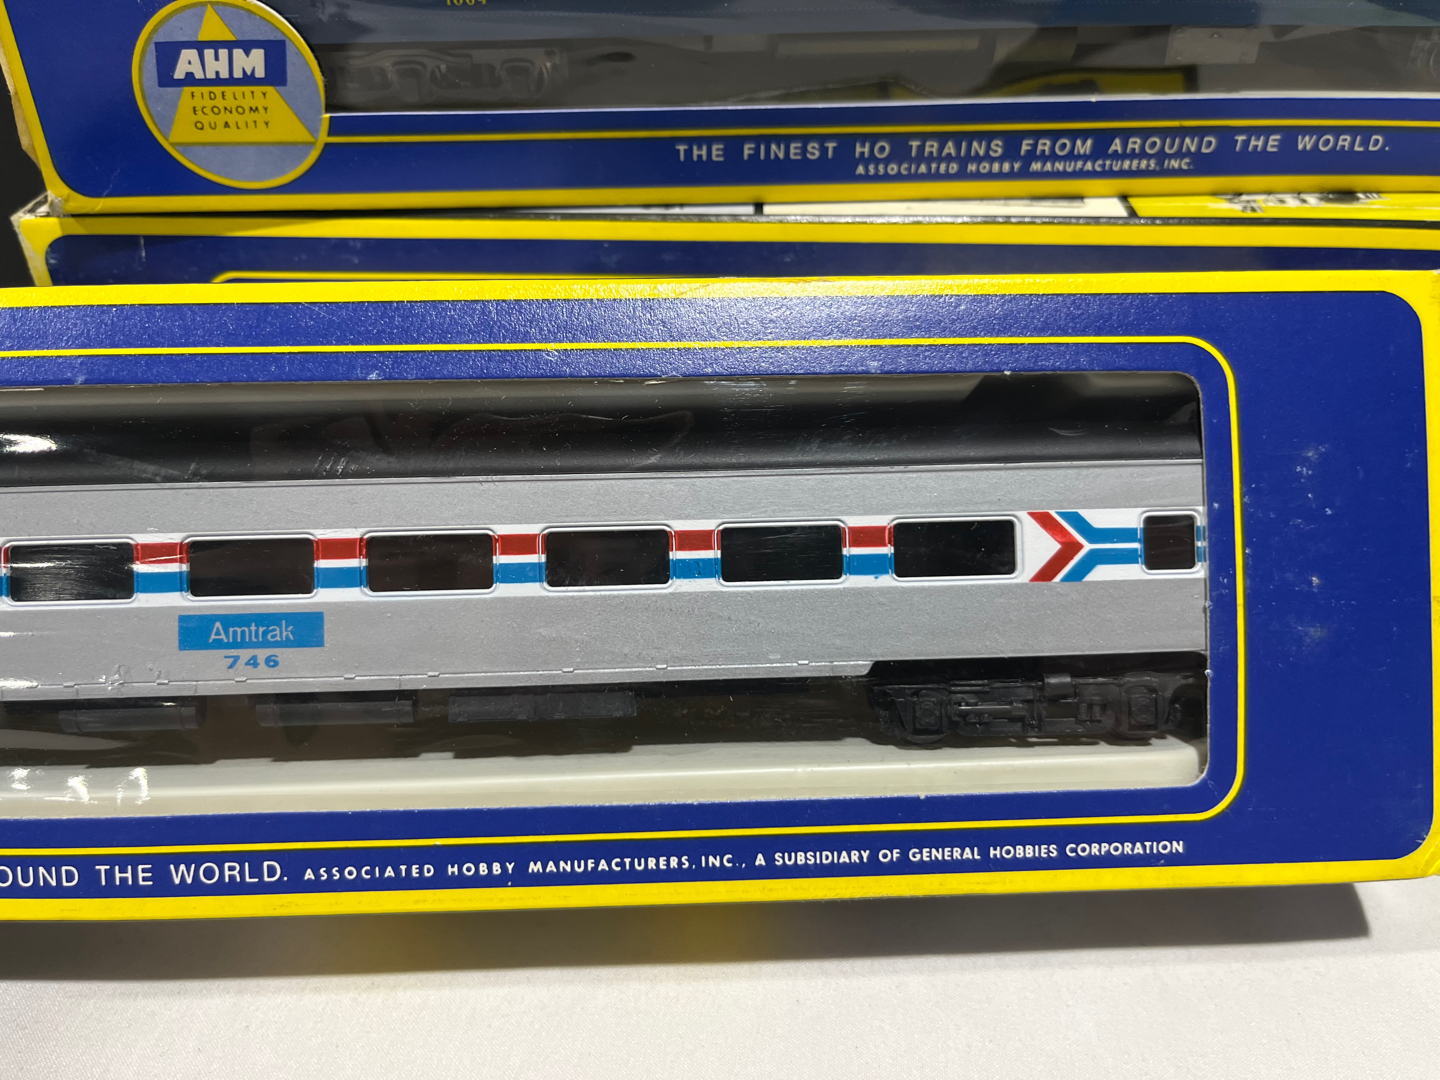 AHM
FIDELITY
ECONOMY
QUALITY
THE FINEST HO TRAINS FROM AROUND THE WORLD.
ASSOCIATED HOBBY MANUFACTURERS, INC.
Amtrak
746
THE WORLD. ASSOCIATED HOBBY MANUFACTURERS, INC., A SUBSIDIARY OF GENERAL HOBBIES CORPORATION